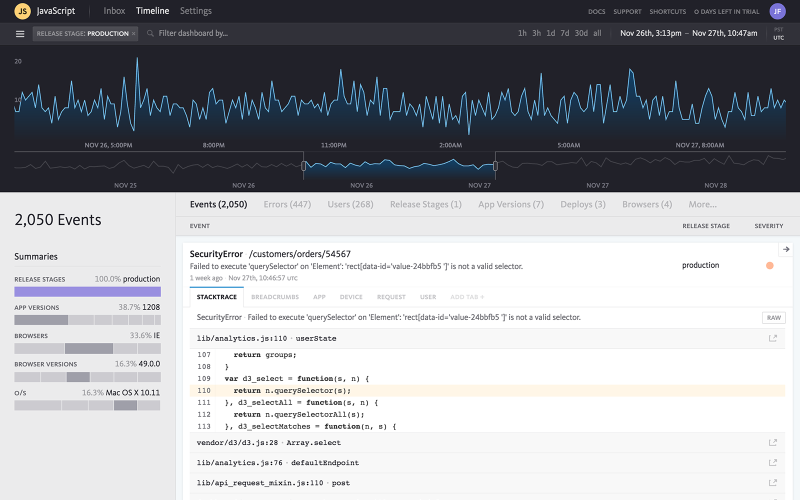 JS JavaScript Inbox Timeline Settings DOCS SUPPORT SHORTCUTS 0 DAYS LEFT IN TRIAL JF
RELEASE STAGE: PRODUCTION × Filter dashboard by... 1h 3h 1d 7d 30d all Nov 26th, 3:13pm – Nov 27th, 10:47am PST UTC
20
10
NOV 26, 5:00PM 8:00PM 11:00PM 2:00AM 5:00AM NOV 27, 8:00AM
NOV 25 NOV 26 NOV 26 NOV 27 NOV 27 NOV 28
2,050 Events
Summaries
RELEASE STAGES 100.0% production
APP VERSIONS 38.7% 1208
BROWSERS 33.6% IE
BROWSER VERSIONS 16.3% 49.0.0
O/S 16.3% Mac OS X 10.11
Events (2,050) Errors (447) Users (268) Release Stages (1) App Versions (7) Deploys (3) Browsers (4) More...
EVENT RELEASE STAGE SEVERITY
SecurityError /customers/orders/54567
Failed to execute 'querySelector' on 'Element': 'rect[data-id='value-24bbfb5 ']' is not a valid selector.
1 week ago · Nov 27th, 10:46:57 UTC
production
STACKTRACE BREADCRUMBS APP DEVICE REQUEST USER ADD TAB +
SecurityError · Failed to execute 'querySelector' on 'Element': 'rect[data-id='value-24bbfb5 ']' is not a valid selector. RAW
lib/analytics.js:110 · userState
107 return groups;
108 }
109 var d3_select = function(s, n) {
110 return n.querySelector(s);
111 }, d3_selectAll = function(s, n) {
112 return n.querySelectorAll(s);
113 }, d3_selectMatches = function(n, s) {
vendor/d3/d3.js:28 · Array.select
lib/analytics.js:76 · defaultEndpoint
lib/api_request_mixin.js:110 · post